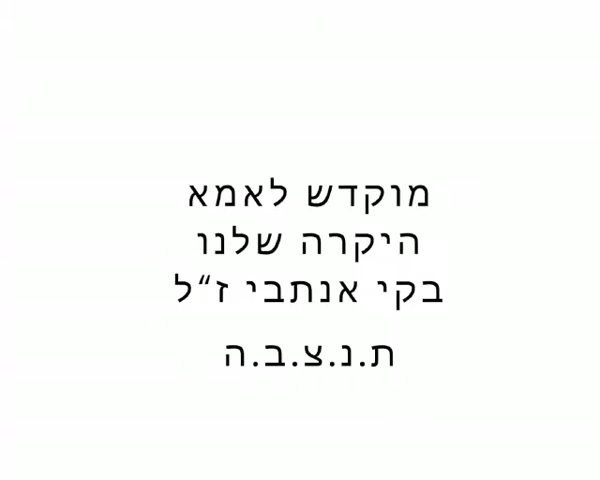 מוקדש לאמא
היקרה שלנו
בקי אנתבי ז“ל
ת.נ.צ.ב.ה